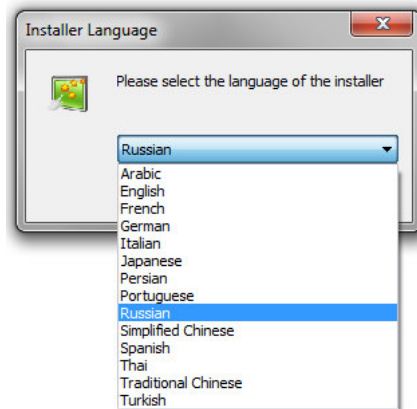 Installer Language
Please select the language of the installer
Russian
Arabic
English
French
German
Italian
Japanese
Persian
Portuguese
Russian
Simplified Chinese
Spanish
Thai
Traditional Chinese
Turkish